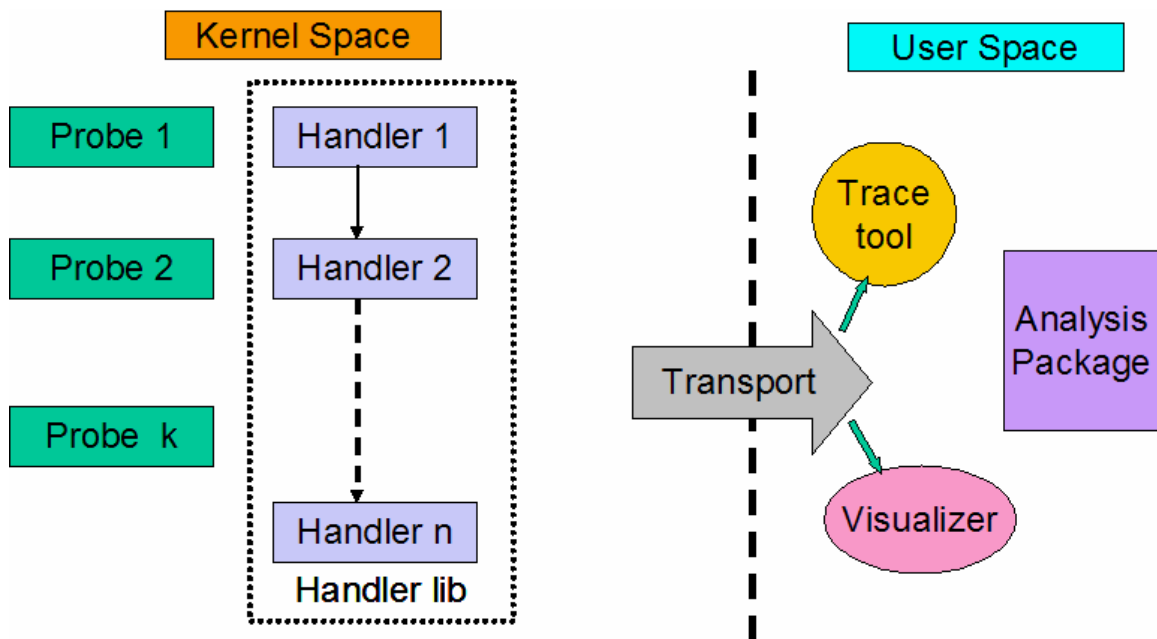 Kernel Space
User Space
Probe 1
Handler 1
Trace
tool
Probe 2
Handler 2
Analysis
Package
Transport
Probe k
Visualizer
Handler n
Handler lib